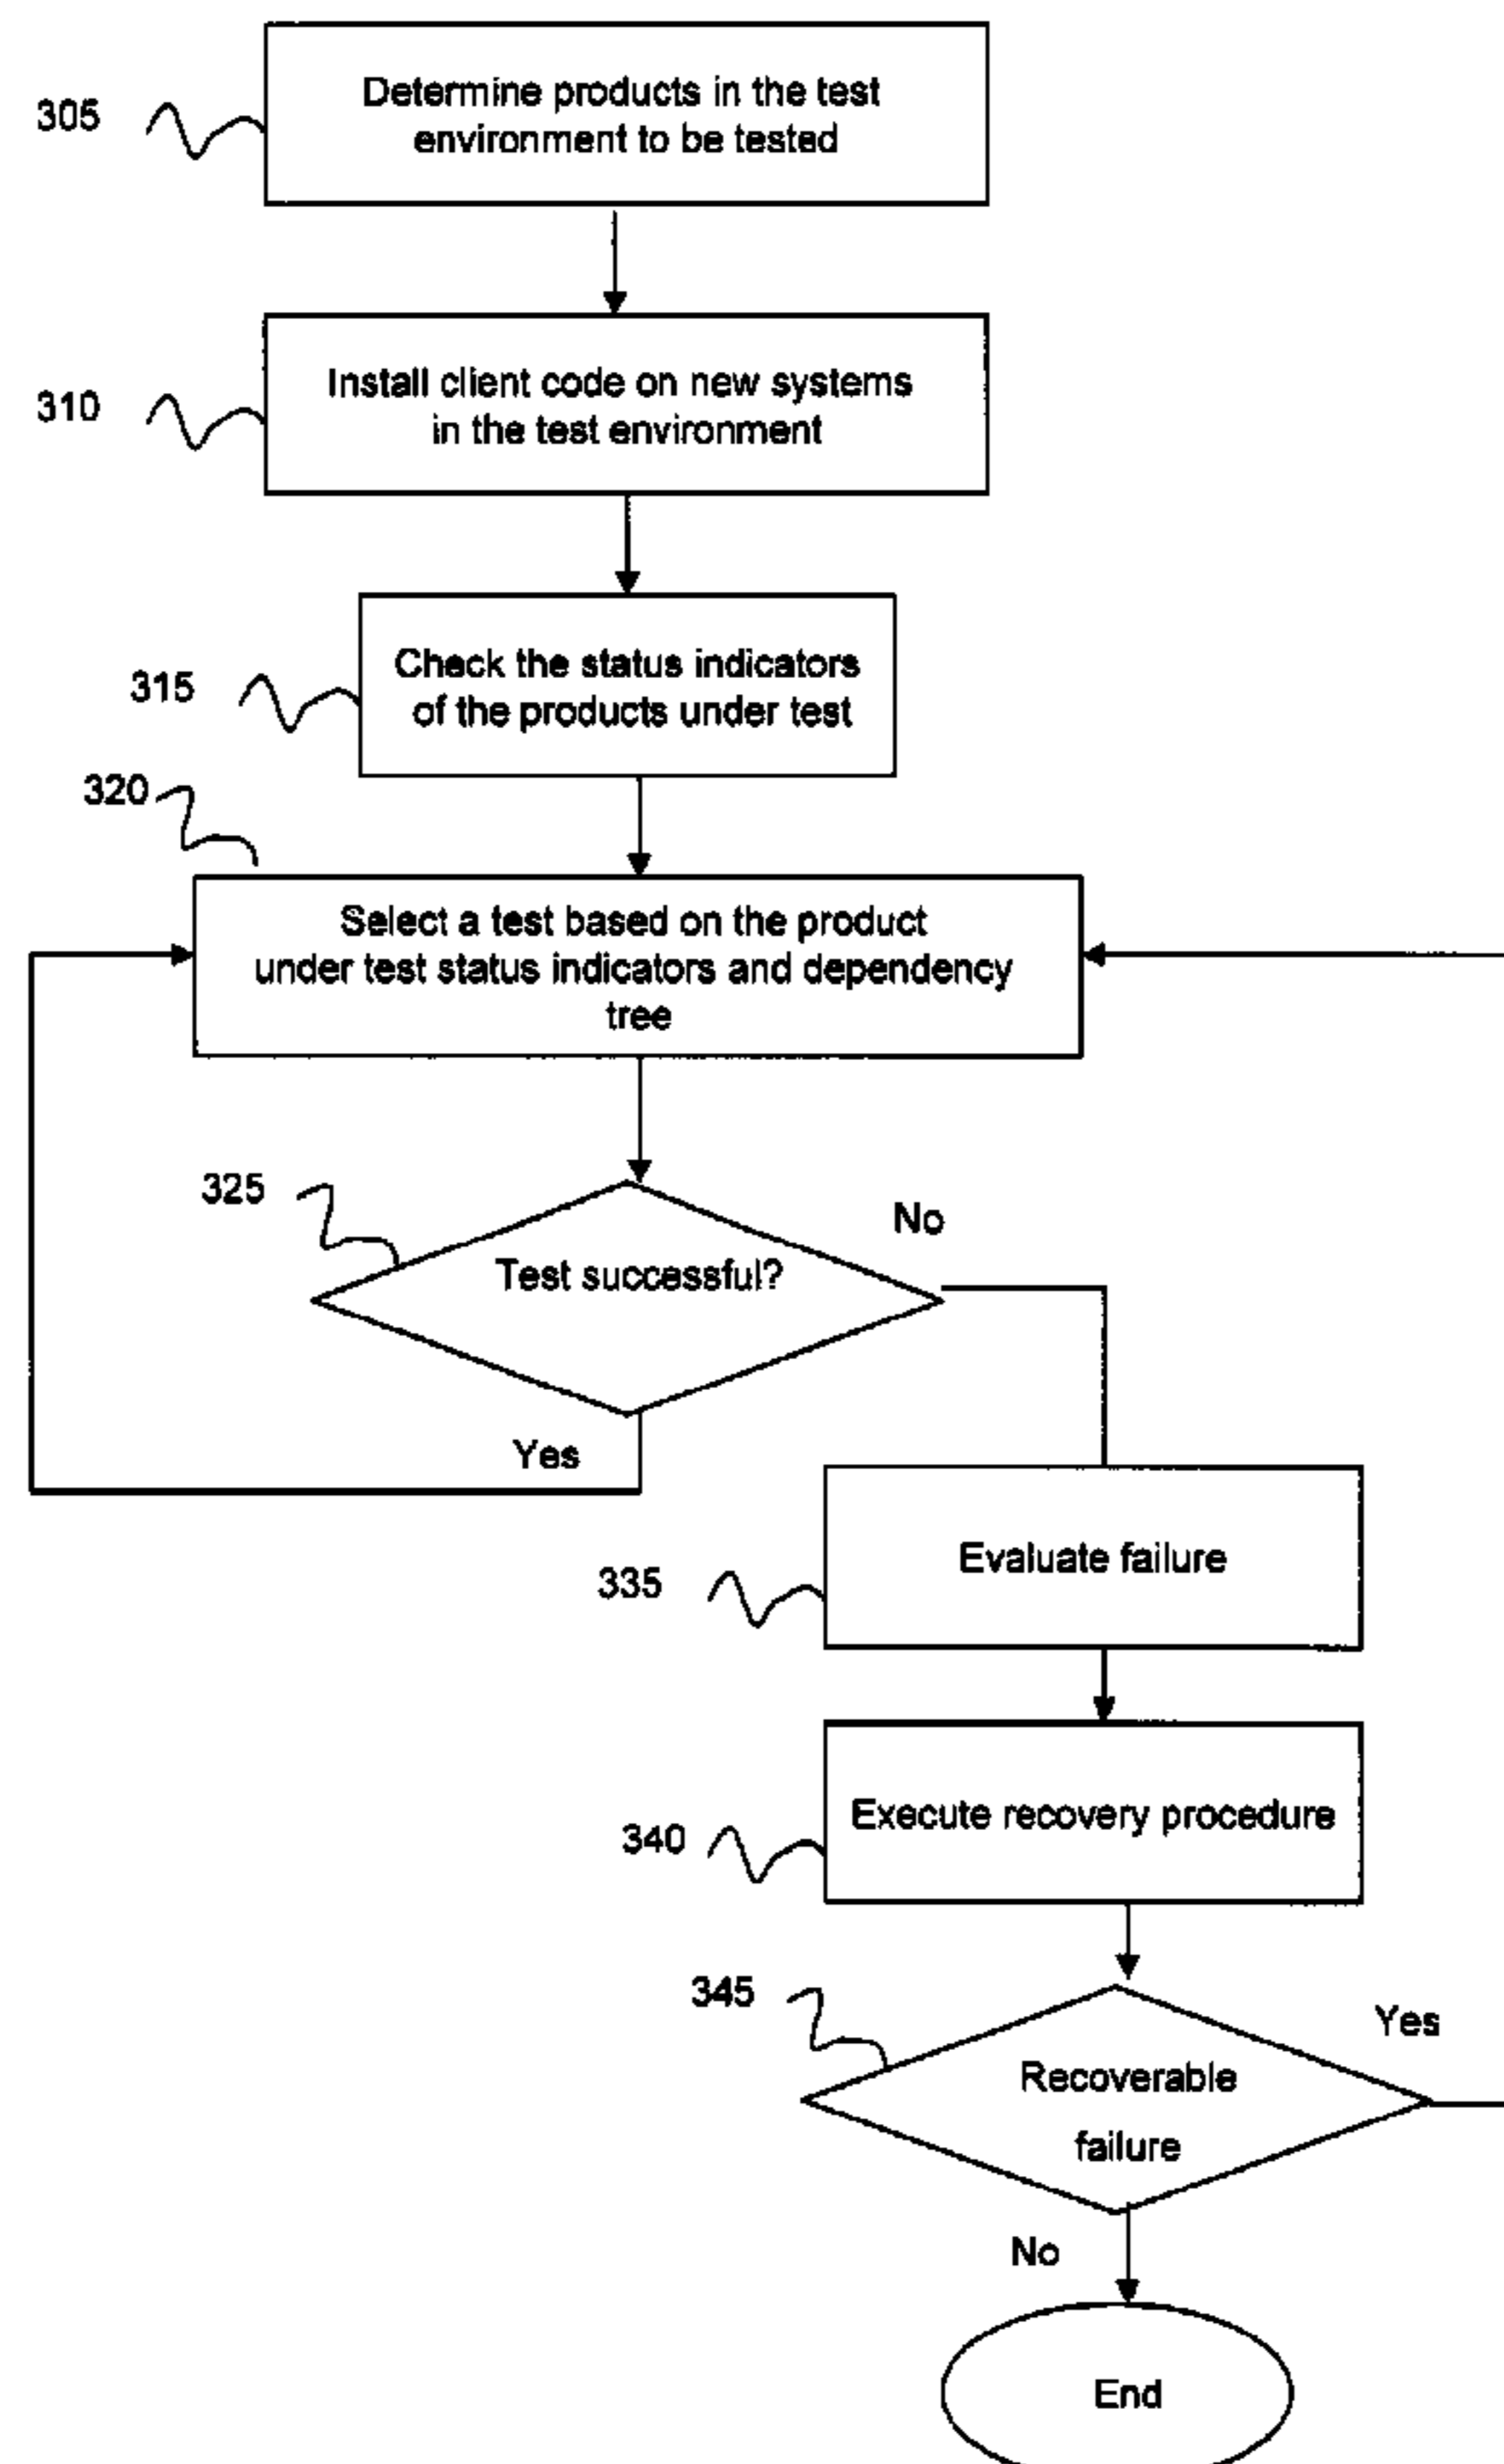 305
Determine products in the test
environment to be tested
310
Install client code on new systems
in the test environment
315
Check the status indicators
of the products under test
320
Select a test based on the product
under test status indicators and dependency
tree
325
Test successful?
No
Yes
335
Evaluate failure
340
Execute recovery procedure
345
Recoverable
failure
Yes
No
End